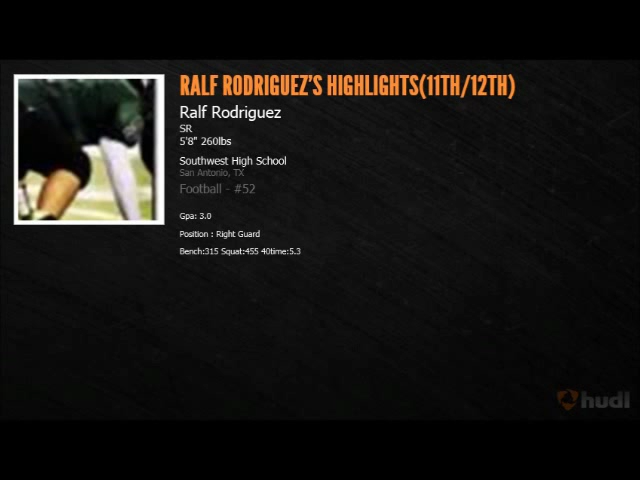 RALF RODRIGUEZ'S HIGHLIGHTS(11TH/12TH)
Ralf Rodriguez
SR
5'8" 260lbs
Southwest High School
San Antonio, TX
Football - #52
Gpa: 3.0
Position : Right Guard
Bench:315 Squat:455 40time:5.3
hudl